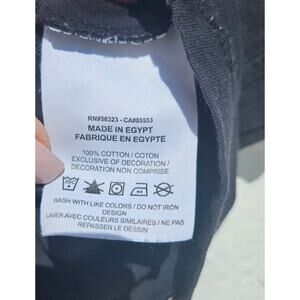 RN#56323 - CA#05553
MADE IN EGYPT
FABRIQUE EN EGYPTE
100% COTTON / COTON
EXCLUSIVE OF DECORATION /
DECORATION NON COMPRISE
WASH WITH LIKE COLORS / DO NOT IRON
DESIGN
LAVER AVEC COULEURS SIMILAIRES / NE PAS
REPASSER LE DESSIN